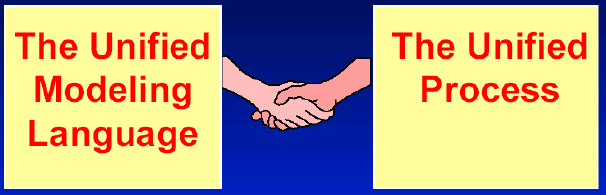 The Unified
Modeling
Language
The Unified
Process